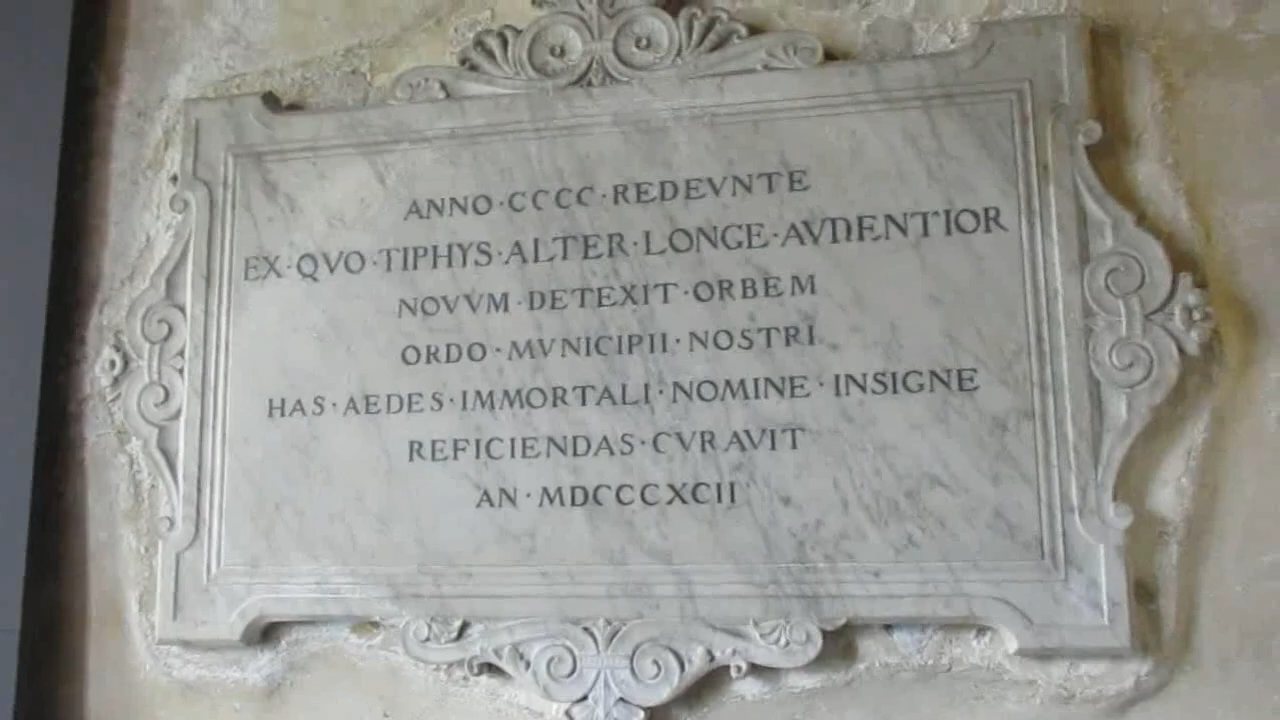 ANNO·CCCC·REDEVNTE
EX·QVO·TIPHYS·ALTER·LONGE·AVDENTIOR
NOVVM·DETEXIT·ORBEM
ORDO·MVNICIPII·NOSTRI
HAS·AEDES·IMMORTALI·NOMINE·INSIGNE
REFICIENDAS·CVRAVIT
AN·MDCCCXCII